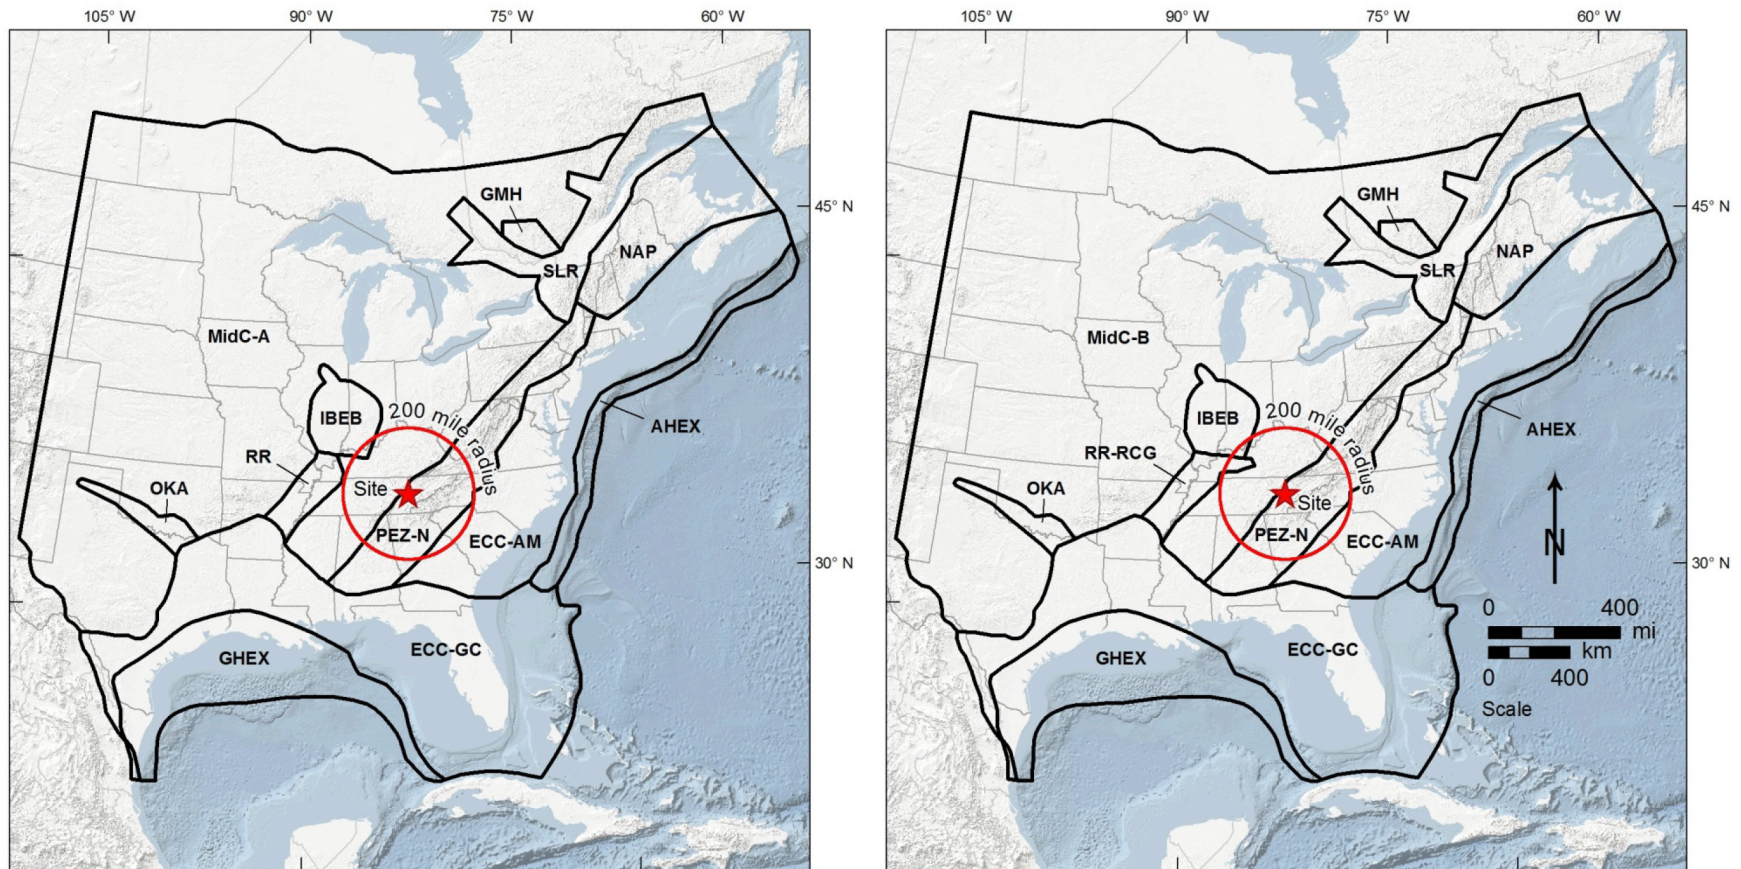 105° W
90° W
75° W
60° W
45° N
30° N
GMH
SLR
NAP
MidC-A
IBEB
200 mile radius
AHEX
RR
OKA
Site
PEZ-N
ECC-AM
GHEX
ECC-GC
105° W
90° W
75° W
60° W
45° N
30° N
GMH
SLR
NAP
MidC-B
IBEB
200 mile radius
AHEX
RR-RCG
OKA
Site
PEZ-N
ECC-AM
GHEX
ECC-GC
N
0 400
mi
km
0 400
Scale